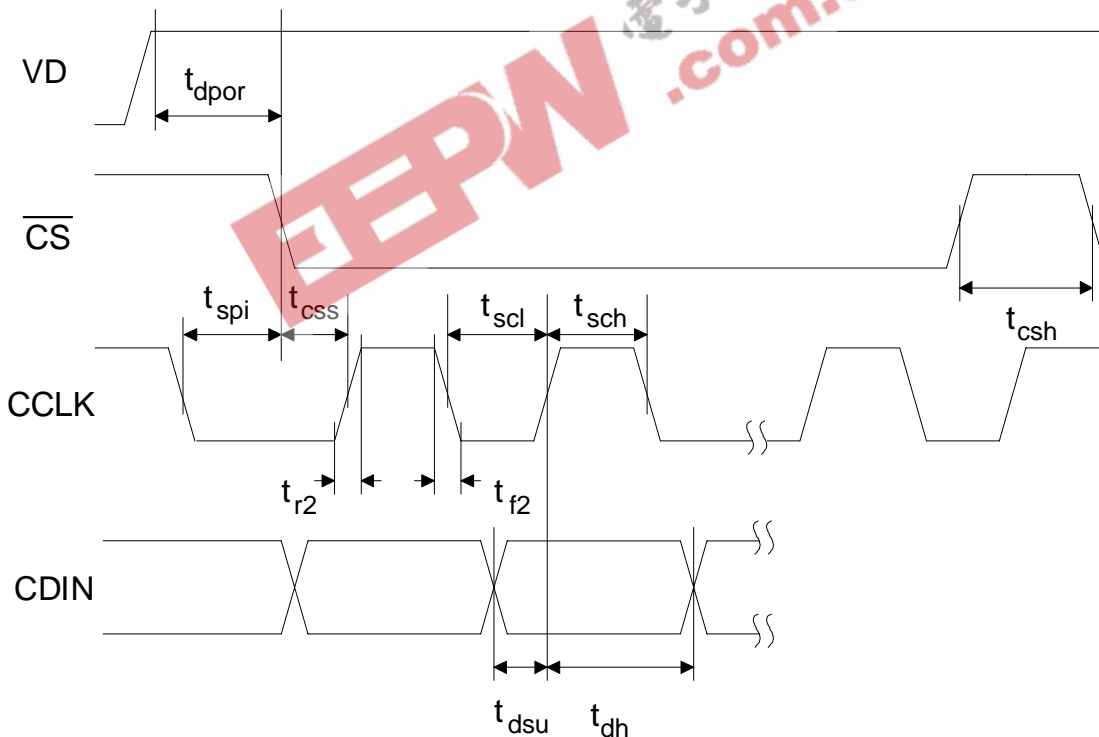 VD
t_dpor
CS
t_spi
t_css
t_scl
t_sch
t_csh
CCLK
t_r2
t_f2
CDIN
t_dsu
t_dh
EEPW
.com.